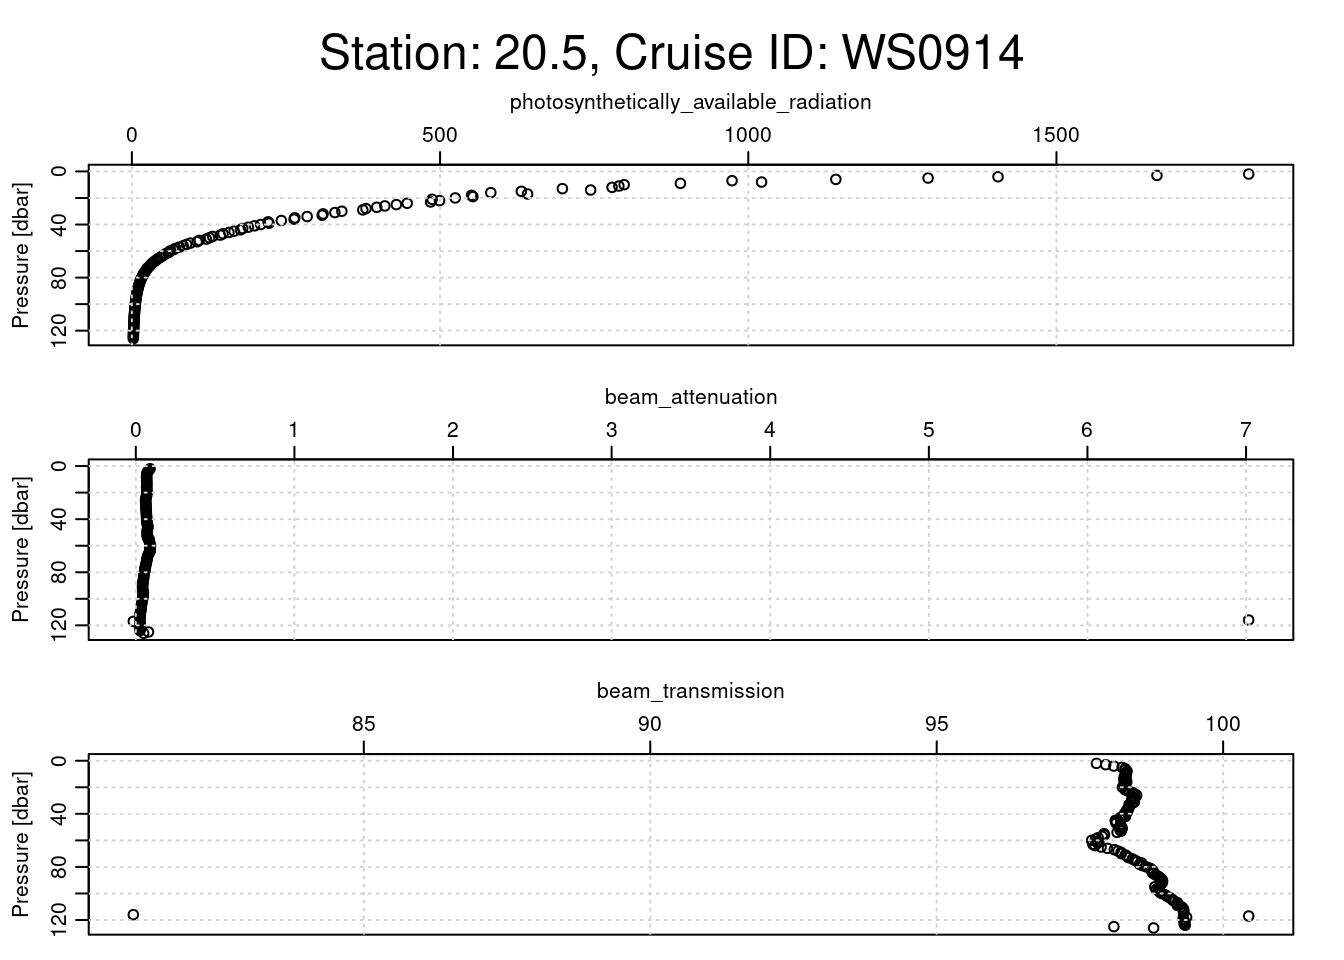 Station: 20.5, Cruise ID: WS0914
photosynthetically_available_radiation
0 500 1000 1500
Pressure [dbar]
0 40 80 120
beam_attenuation
0 1 2 3 4 5 6 7
Pressure [dbar]
0 40 80 120
beam_transmission
85 90 95 100
Pressure [dbar]
0 40 80 120